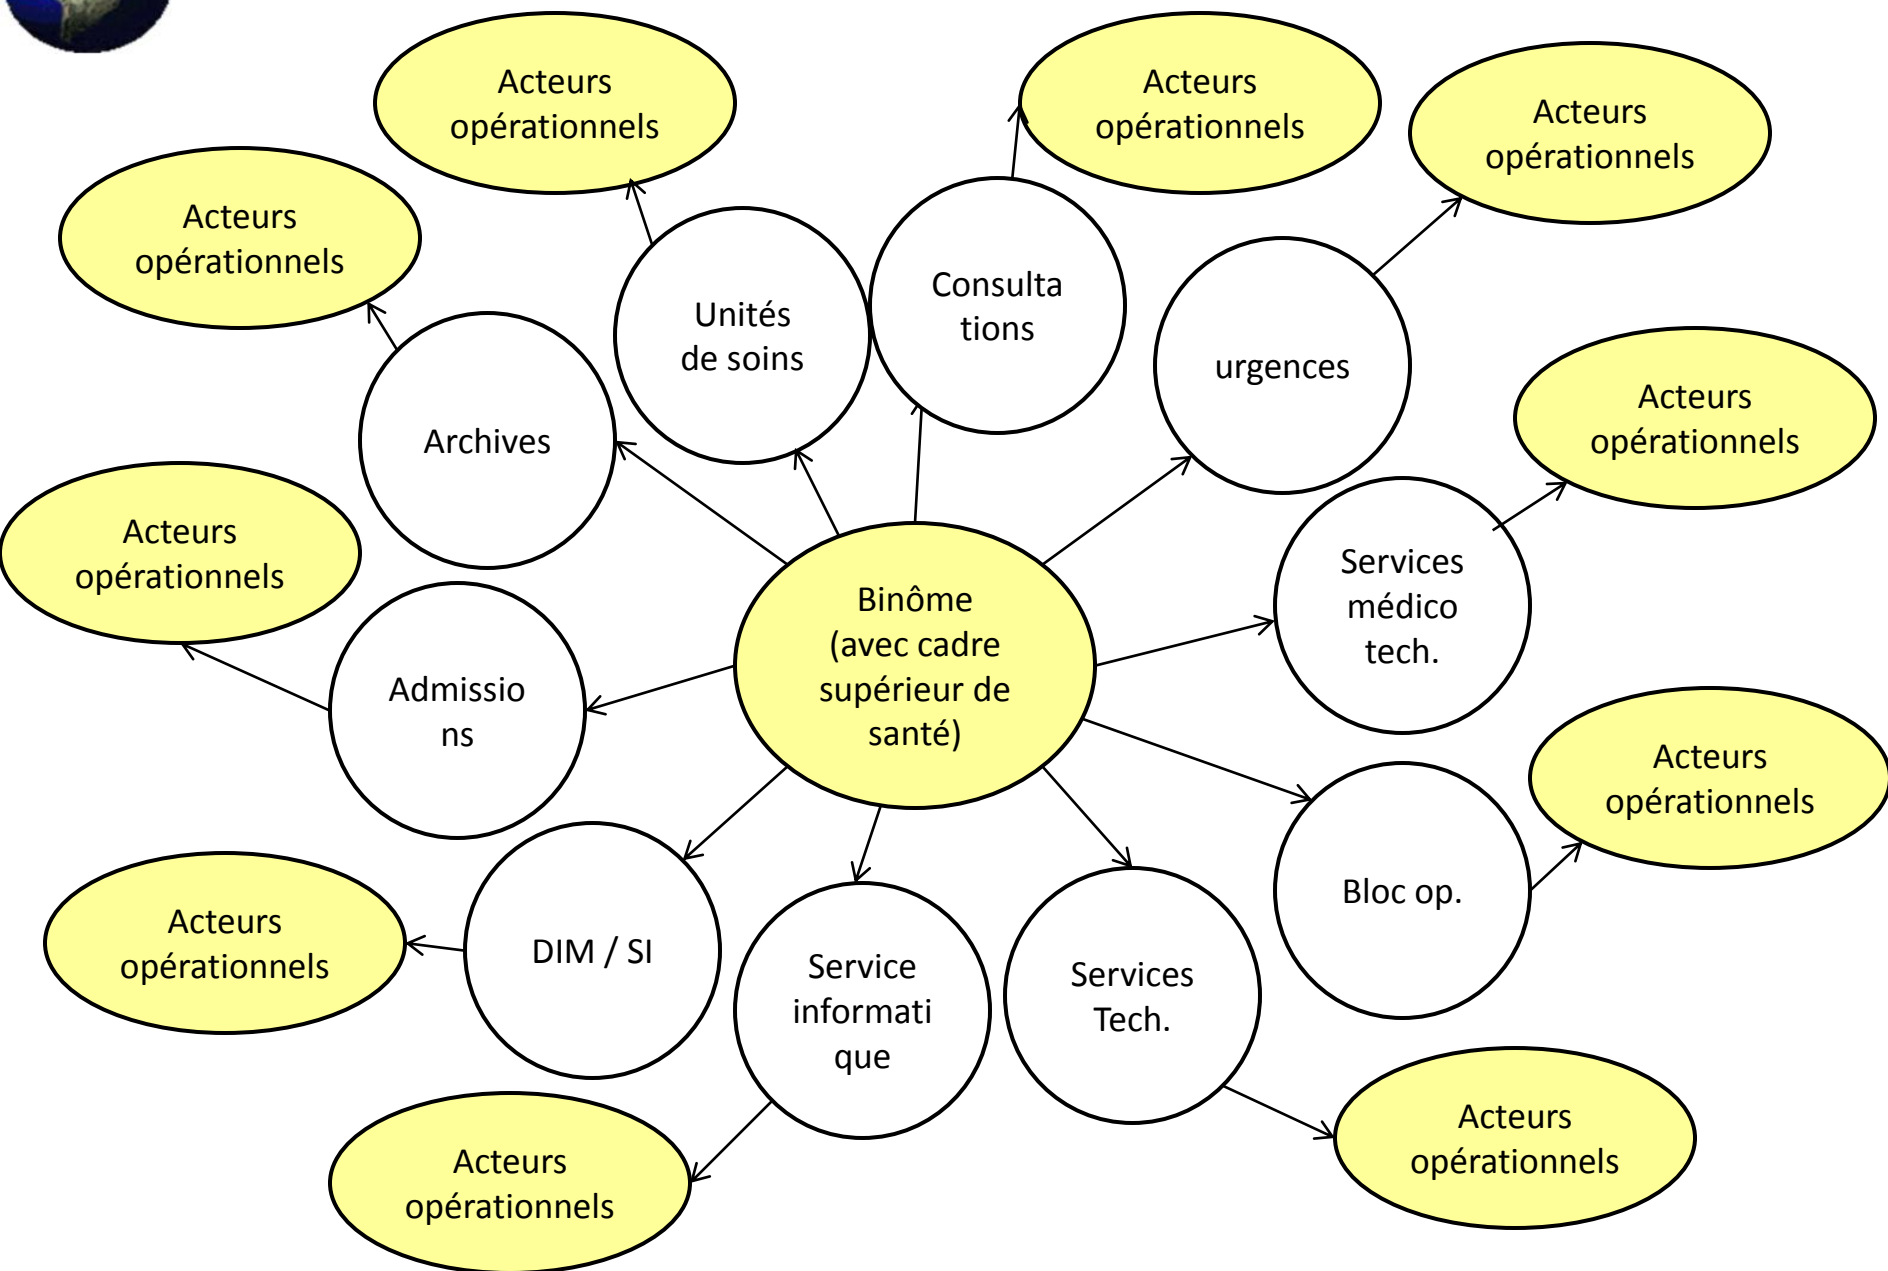 Acteurs
opérationnels
Acteurs
opérationnels
Acteurs
opérationnels
Acteurs
opérationnels
Unités
de soins
Consulta
tions
urgences
Archives
Acteurs
opérationnels
Acteurs
opérationnels
Services
médico
tech.
Binôme
(avec cadre
supérieur de
santé)
Admissio
ns
Acteurs
opérationnels
Bloc op.
Acteurs
opérationnels
DIM / SI
Service
informati
que
Services
Tech.
Acteurs
opérationnels
Acteurs
opérationnels